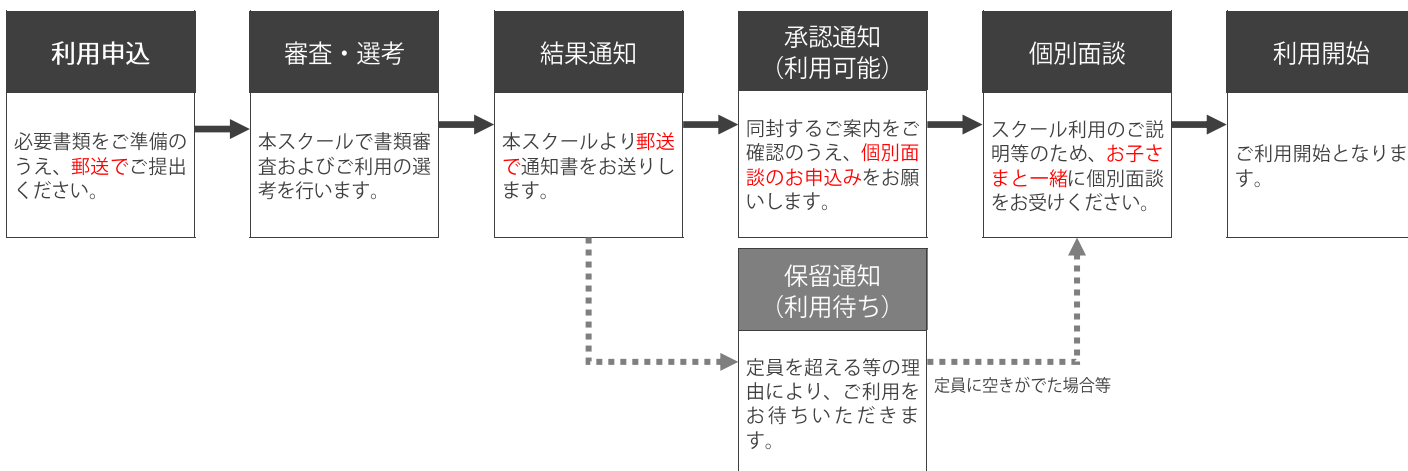 利用申込
必要書類をご準備の
うえ、郵送でご提出
ください。
審査・選考
本スクールで書類審
査およびご利用の選
考を行います。
結果通知
本スクールより郵送
で通知書をお送りし
ます。
承認通知
（利用可能）
同封するご案内をご
確認のうえ、個別面
談のお申込みをお願
いします。
個別面談
スクール利用のご説
明等のため、お子さ
まと一緒に個別面談
をお受けください。
利用開始
ご利用開始となりま
す。
保留通知
（利用待ち）
定員を超える等の理
由により、ご利用を
お待ちいただきま
す。
定員に空きがでた場合等